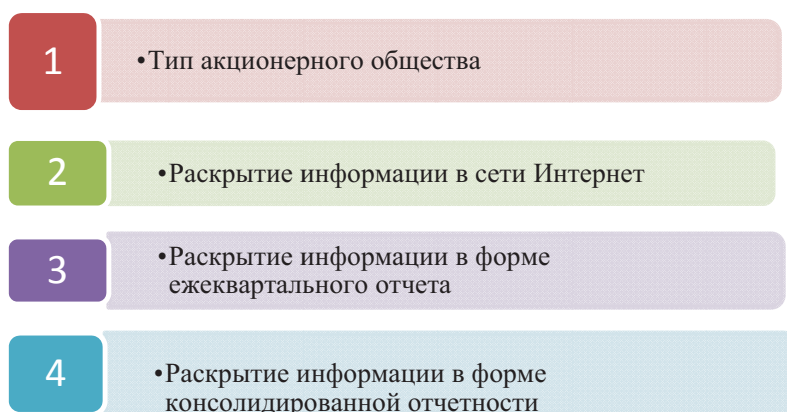 1
•Тип акционерного общества
2
•Раскрытие информации в сети Интернет
3
•Раскрытие информации в форме
ежеквартального отчета
4
•Раскрытие информации в форме
консолидированной отчетности